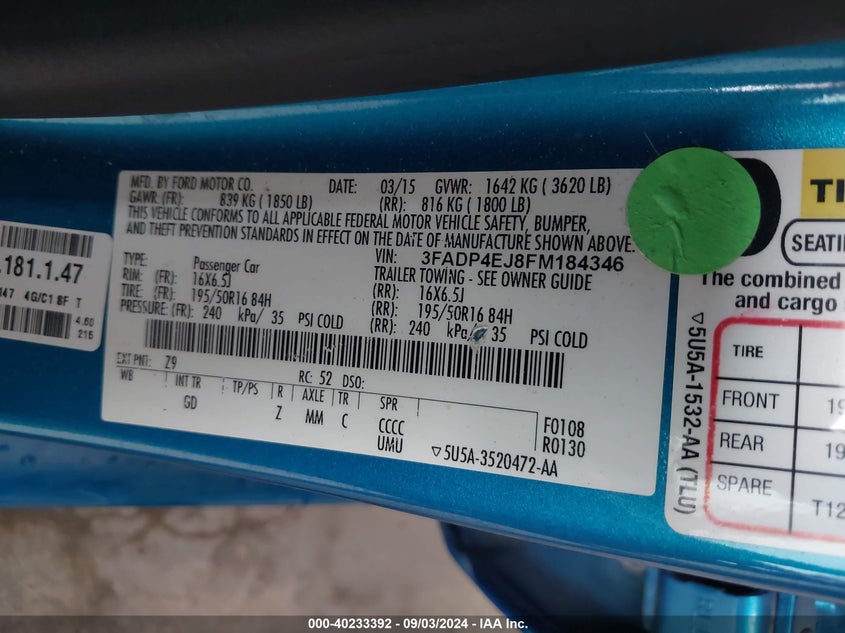 MFD. BY FORD MOTOR CO. DATE: 03/15 GVWR: 1642 KG ( 3620 LB)
GAWR: (FR): 839 KG ( 1850 LB) (RR): 816 KG ( 1800 LB)
THIS VEHICLE CONFORMS TO ALL APPLICABLE FEDERAL MOTOR VEHICLE SAFETY, BUMPER,
AND THEFT PREVENTION STANDARDS IN EFFECT ON THE DATE OF MANUFACTURE SHOWN ABOVE.
VIN: 3FADP4EJ8FM184346
TYPE: Passenger Car TRAILER TOWING - SEE OWNER GUIDE
RIM: (FR): 16X6.5J (RR): 16X6.5J
TIRE: (FR): 195/50R16 84H (RR): 195/50R16 84H
PRESSURE: (FR): 240 kPa/ 35 PSI COLD (RR): 240 kPa/ 35 PSI COLD
EXT PNT: Z9 RC: 52 DSO:
WB INT TR TP/PS R AXLE TR SPR
GD Z MM C CCCC
UMU
F0108
R0130
▽5U5A-3520472-AA
.181.1.47
347 4G/C1 8F T
4.60
215
TI
SEATI
The combined
and cargo
TIRE
FRONT 19
REAR 19
SPARE T12
▽5U5A-1532-AA (TLU)
000-40233392 - 09/03/2024 - IAA Inc.